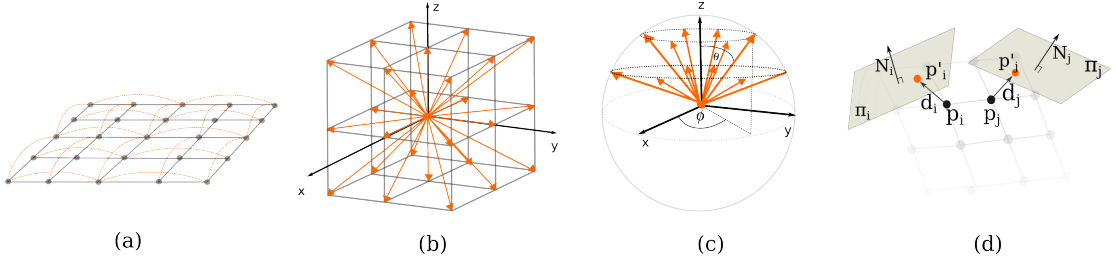 z
y
x
z
θ
ϕ
y
x
N_i
p'_i
Π_i
d_i
p_i
N_j
p'_j
Π_j
d_j
p_j
(a)
(b)
(c)
(d)